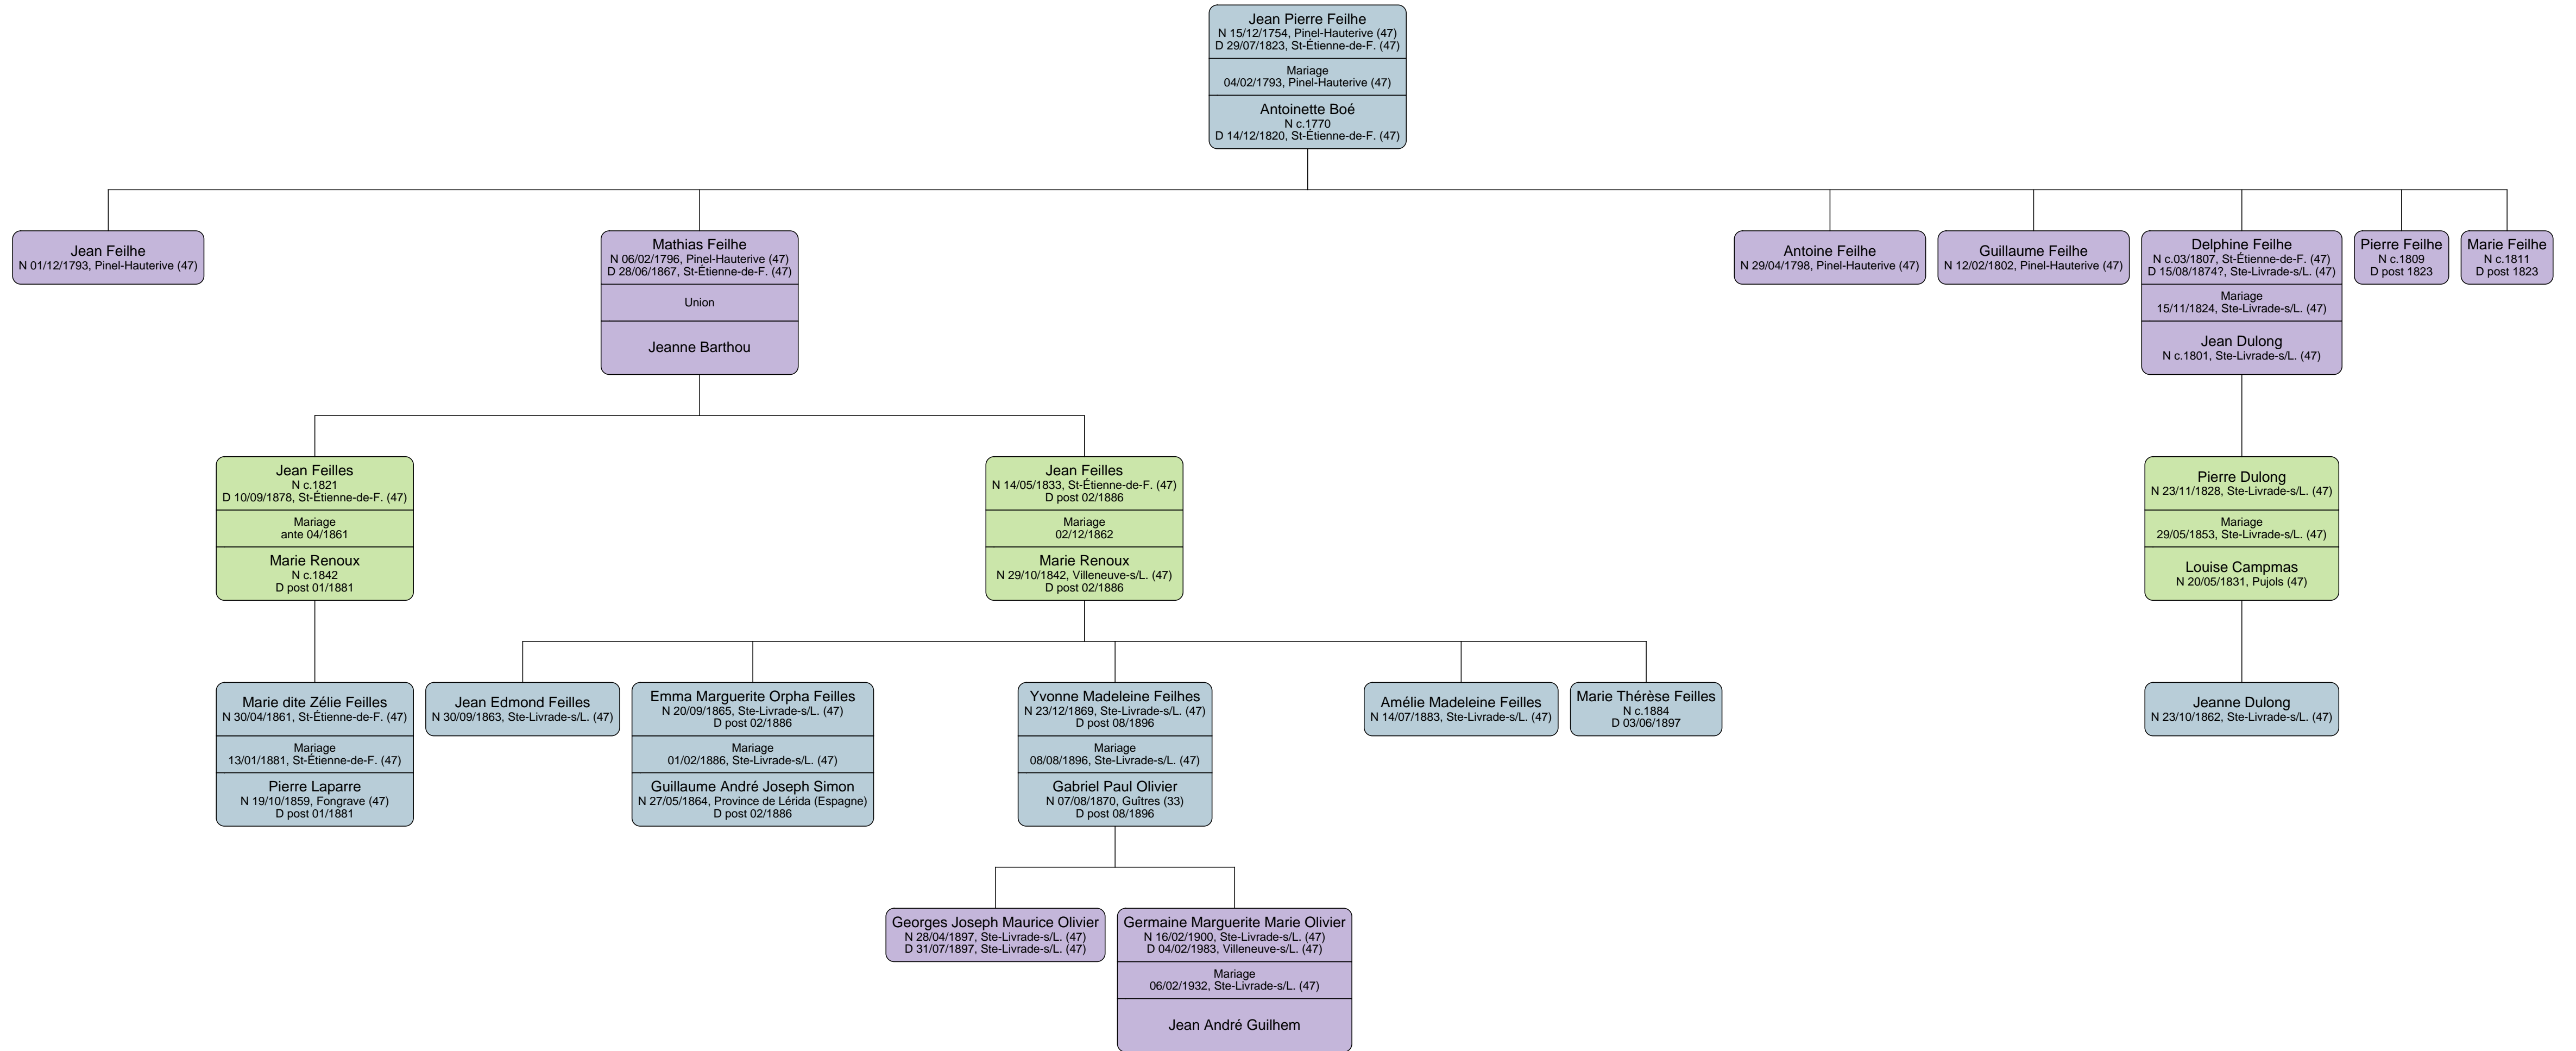 Jean Pierre Feilhe
N 15/12/1754, Pinel-Hauterive (47)
D 29/07/1823, St-Étienne-de-F. (47)
Mariage
04/02/1793, Pinel-Hauterive (47)
Antoinette Boé
N c.1770
D 14/12/1820, St-Étienne-de-F. (47)
Jean Feilhe
N 01/12/1793, Pinel-Hauterive (47)
Mathias Feilhe
N 06/02/1796, Pinel-Hauterive (47)
D 28/06/1867, St-Étienne-de-F. (47)
Union
Jeanne Barthou
Antoine Feilhe
N 29/04/1798, Pinel-Hauterive (47)
Guillaume Feilhe
N 12/02/1802, Pinel-Hauterive (47)
Delphine Feilhe
N c.03/1807, St-Étienne-de-F. (47)
D 15/08/1874?, Ste-Livrade-s/L. (47)
Mariage
15/11/1824, Ste-Livrade-s/L. (47)
Jean Dulong
N c.1801, Ste-Livrade-s/L. (47)
Pierre Feilhe
N c.1809
D post 1823
Marie Feilhe
N c.1811
D post 1823
Jean Feilles
N c.1821
D 10/09/1878, St-Étienne-de-F. (47)
Mariage
ante 04/1861
Marie Renoux
N c.1842
D post 01/1881
Jean Feilles
N 14/05/1833, St-Étienne-de-F. (47)
D post 02/1886
Mariage
02/12/1862
Marie Renoux
N 29/10/1842, Villeneuve-s/L. (47)
D post 02/1886
Pierre Dulong
N 23/11/1828, Ste-Livrade-s/L. (47)
Mariage
29/05/1853, Ste-Livrade-s/L. (47)
Louise Campmas
N 20/05/1831, Pujols (47)
Marie dite Zélie Feilles
N 30/04/1861, St-Étienne-de-F. (47)
Mariage
13/01/1881, St-Étienne-de-F. (47)
Pierre Laparre
N 19/10/1859, Fongrave (47)
D post 01/1881
Jean Edmond Feilles
N 30/09/1863, Ste-Livrade-s/L. (47)
Emma Marguerite Orpha Feilles
N 20/09/1865, Ste-Livrade-s/L. (47)
D post 02/1886
Mariage
01/02/1886, Ste-Livrade-s/L. (47)
Guillaume André Joseph Simon
N 27/05/1864, Province de Lérida (Espagne)
D post 02/1886
Yvonne Madeleine Feilhes
N 23/12/1869, Ste-Livrade-s/L. (47)
D post 08/1896
Mariage
08/08/1896, Ste-Livrade-s/L. (47)
Gabriel Paul Olivier
N 07/08/1870, Guîtres (33)
D post 08/1896
Amélie Madeleine Feilles
N 14/07/1883, Ste-Livrade-s/L. (47)
Marie Thérèse Feilles
N c.1884
D 03/06/1897
Jeanne Dulong
N 23/10/1862, Ste-Livrade-s/L. (47)
Georges Joseph Maurice Olivier
N 28/04/1897, Ste-Livrade-s/L. (47)
D 31/07/1897, Ste-Livrade-s/L. (47)
Germaine Marguerite Marie Olivier
N 16/02/1900, Ste-Livrade-s/L. (47)
D 04/02/1983, Villeneuve-s/L. (47)
Mariage
06/02/1932, Ste-Livrade-s/L. (47)
Jean André Guilhem